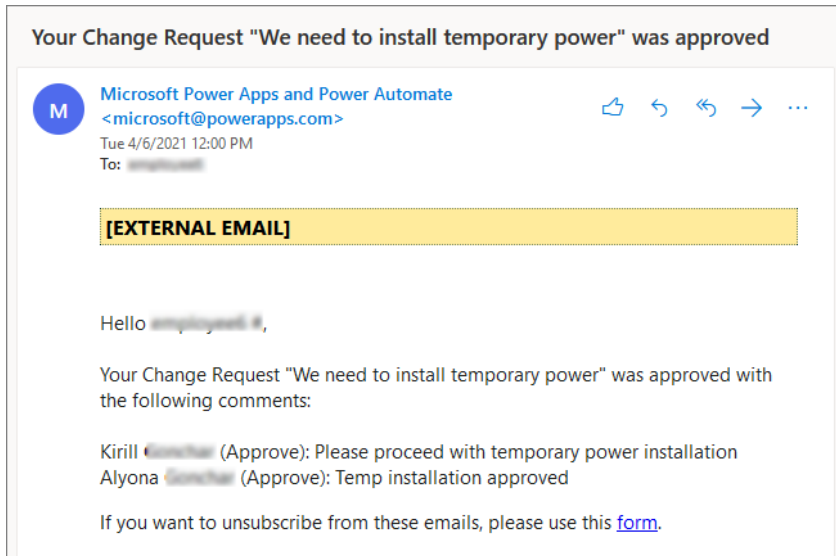 Your Change Request "We need to install temporary power" was approved
M
Microsoft Power Apps and Power Automate
<microsoft@powerapps.com>
Tue 4/6/2021 12:00 PM
To:
[EXTERNAL EMAIL]
Hello ,
Your Change Request "We need to install temporary power" was approved with
the following comments:
Kirill (Approve): Please proceed with temporary power installation
Alyona (Approve): Temp installation approved
If you want to unsubscribe from these emails, please use this form.